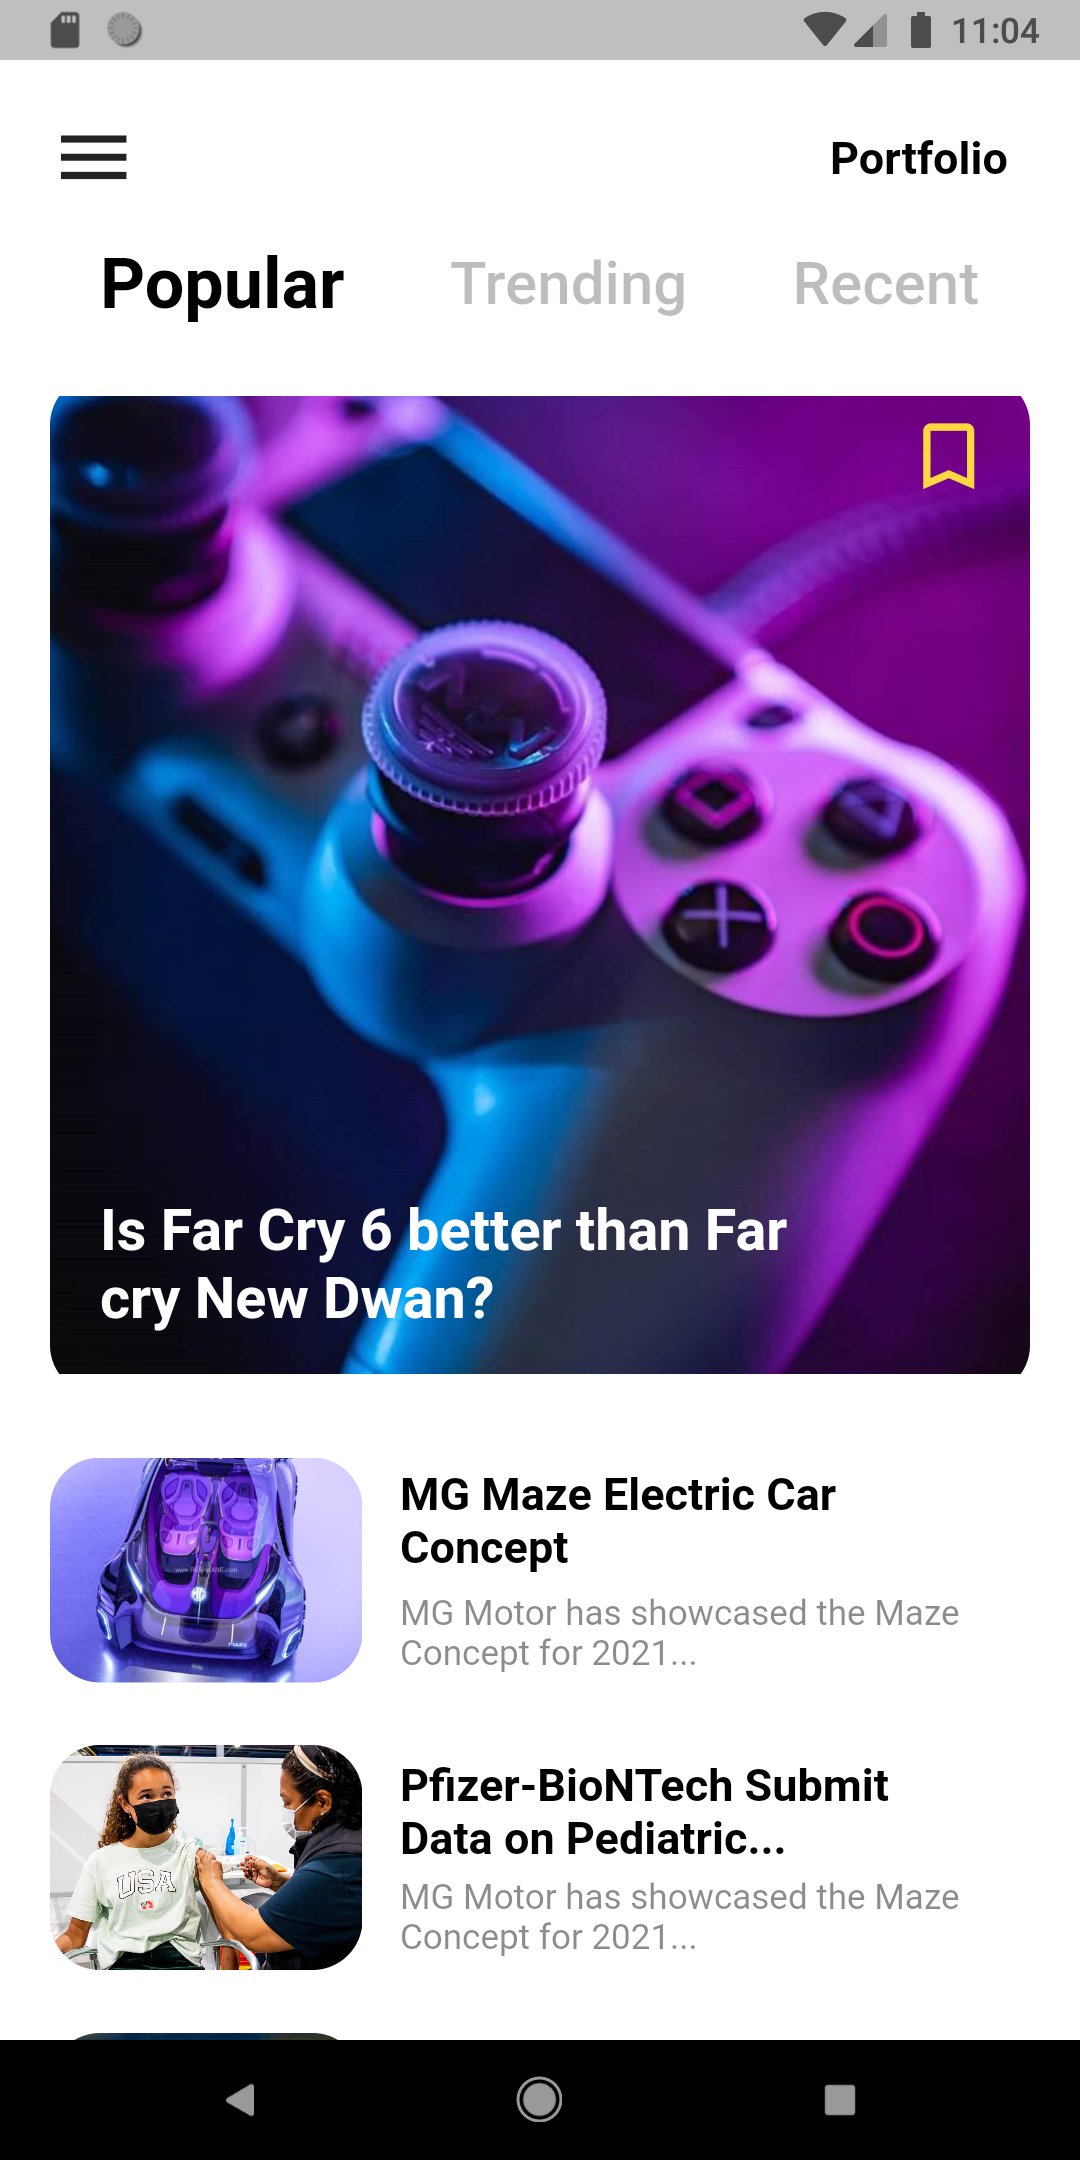 11:04
Portfolio
Popular Trending Recent
Is Far Cry 6 better than Far
cry New Dwan?
MG Maze Electric Car
Concept
MG Motor has showcased the Maze
Concept for 2021...
Pfizer-BioNTech Submit
Data on Pediatric...
USA
MG Motor has showcased the Maze
Concept for 2021...